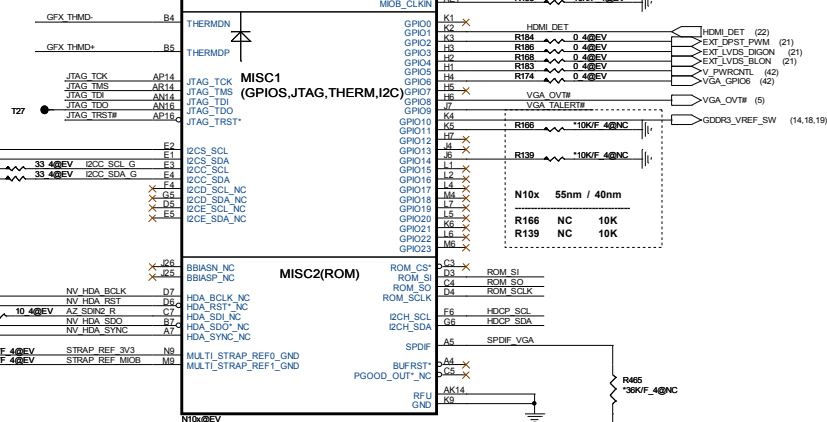 MIOB_CLKIN
GFX_THMD- B4 THERMDN
GFX_THMD+ B5 THERMDP
MISC1
(GPIOS,JTAG,THERM,I2C)
JTAG_TCK AP14 JTAG_TCK
JTAG_TMS AR14 JTAG_TMS
JTAG_TDI AN14 JTAG_TDI
T27 JTAG_TDO AN16 JTAG_TDO
JTAG_TRST# AP16 JTAG_TRST*
E2 I2CS_SCL
E1 I2CS_SDA
33_4@EV I2CC_SCL_G E3 I2CC_SCL
33_4@EV I2CC_SDA_G E4 I2CC_SDA
F4 I2CD_SCL_NC
G5 I2CD_SDA_NC
D5 I2CE_SCL_NC
E5 I2CE_SDA_NC
GPIO0 K1
GPIO1 K2 HDMI_DET HDMI_DET (22)
GPIO2 K3 R184 0_4@EV EXT_DPST_PWM (21)
GPIO3 H3 R186 0_4@EV EXT_LVDS_DIGON (21)
GPIO4 H2 R168 0_4@EV EXT_LVDS_BLON (21)
GPIO5 H1 R183 0_4@EV V_PWRCNTL (42)
GPIO6 H4 R174 0_4@EV VGA_GPIO6 (42)
GPIO7 H5
GPIO8 H6 VGA_OVT# VGA_OVT# (5)
GPIO9 J7 VGA_TALERT#
GPIO10 K4 GDDR3_VREF_SW (14,18,19)
GPIO11 K5 R166 *10K/F_4@NC
GPIO12 H7
GPIO13 J4
GPIO14 J6 R139 *10K/F_4@NC
GPIO15 L1
GPIO16 L2
GPIO17 L4
GPIO18 M4
GPIO19 L7
GPIO20 L5
GPIO21 K6
GPIO22 L6
GPIO23 M6
N10x 55nm / 40nm
R166 NC 10K
R139 NC 10K
MISC2(ROM)
J26 BBIASN_NC
J25 BBIASP_NC
NV_HDA_BCLK D7 HDA_BCLK_NC
NV_HDA_RST D6 HDA_RST*_NC
10_4@EV AZ_SDIN2_R C7 HDA_SDI_NC
NV_HDA_SDO B7 HDA_SDO*_NC
NV_HDA_SYNC A7 HDA_SYNC_NC
F_4@EV STRAP_REF_3V3 N9 MULTI_STRAP_REF0_GND
F_4@EV STRAP_REF_MIOB M9 MULTI_STRAP_REF1_GND
ROM_CS* C3
ROM_SI D3 ROM_SI
ROM_SO C4 ROM_SO
ROM_SCLK D4 ROM_SCLK
I2CH_SCL F6 HDCP_SCL
I2CH_SDA G6 HDCP_SDA
SPDIF A5 SPDIF_VGA
BUFRST* A4
PGOOD_OUT*_NC C5
RFU AK14
GND K9
R465
*36K/F_4@NC
N10x@EV